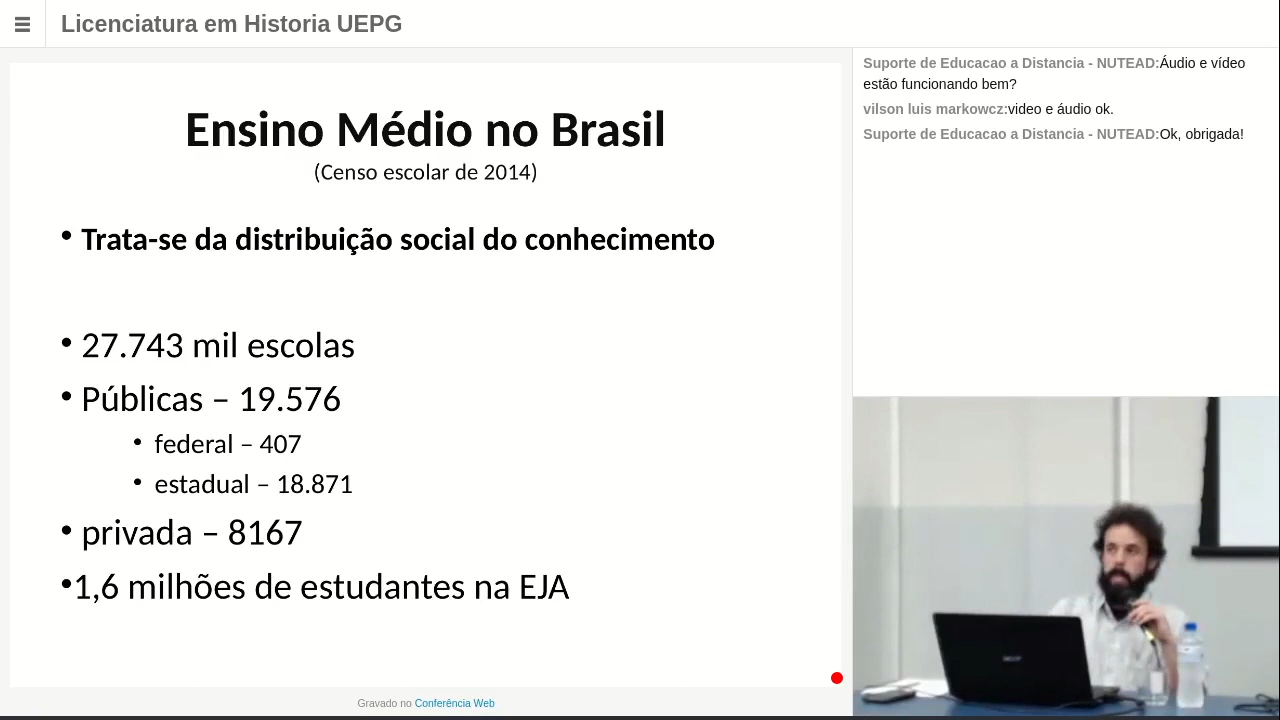 Licenciatura em Historia UEPG
Ensino Médio no Brasil
(Censo escolar de 2014)
• Trata-se da distribuição social do conhecimento
• 27.743 mil escolas
• Públicas – 19.576
• federal – 407
• estadual – 18.871
• privada – 8167
•1,6 milhões de estudantes na EJA
Gravado no Conferência Web
Suporte de Educacao a Distancia - NUTEAD:Áudio e vídeo
estão funcionando bem?
vilson luis markowcz:video e áudio ok.
Suporte de Educacao a Distancia - NUTEAD:Ok, obrigada!
acer